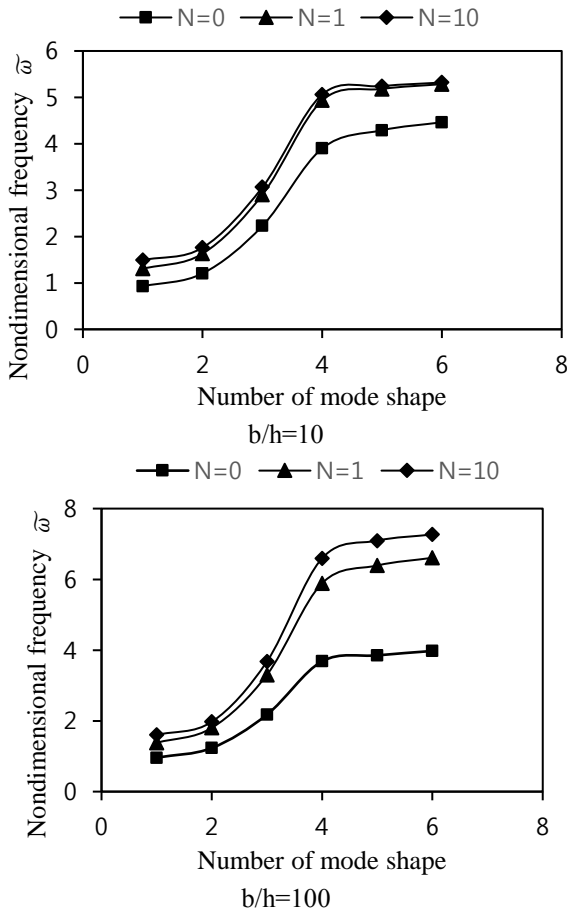 N=0 N=1 N=10
6
5
4
3
2
1
0
Nondimensional frequency ω̃
0 2 4 6 8
Number of mode shape
b/h=10
N=0 N=1 N=10
8
6
4
2
0
Nondimensional frequency ω̃
0 2 4 6 8
Number of mode shape
b/h=100